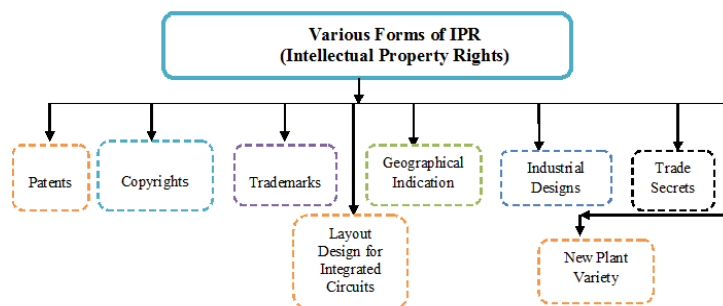 Various Forms of IPR
(Intellectual Property Rights)
Patents
Copyrights
Trademarks
Geographical
Indication
Industrial
Designs
Trade
Secrets
Layout
Design for
Integrated
Circuits
New Plant
Variety